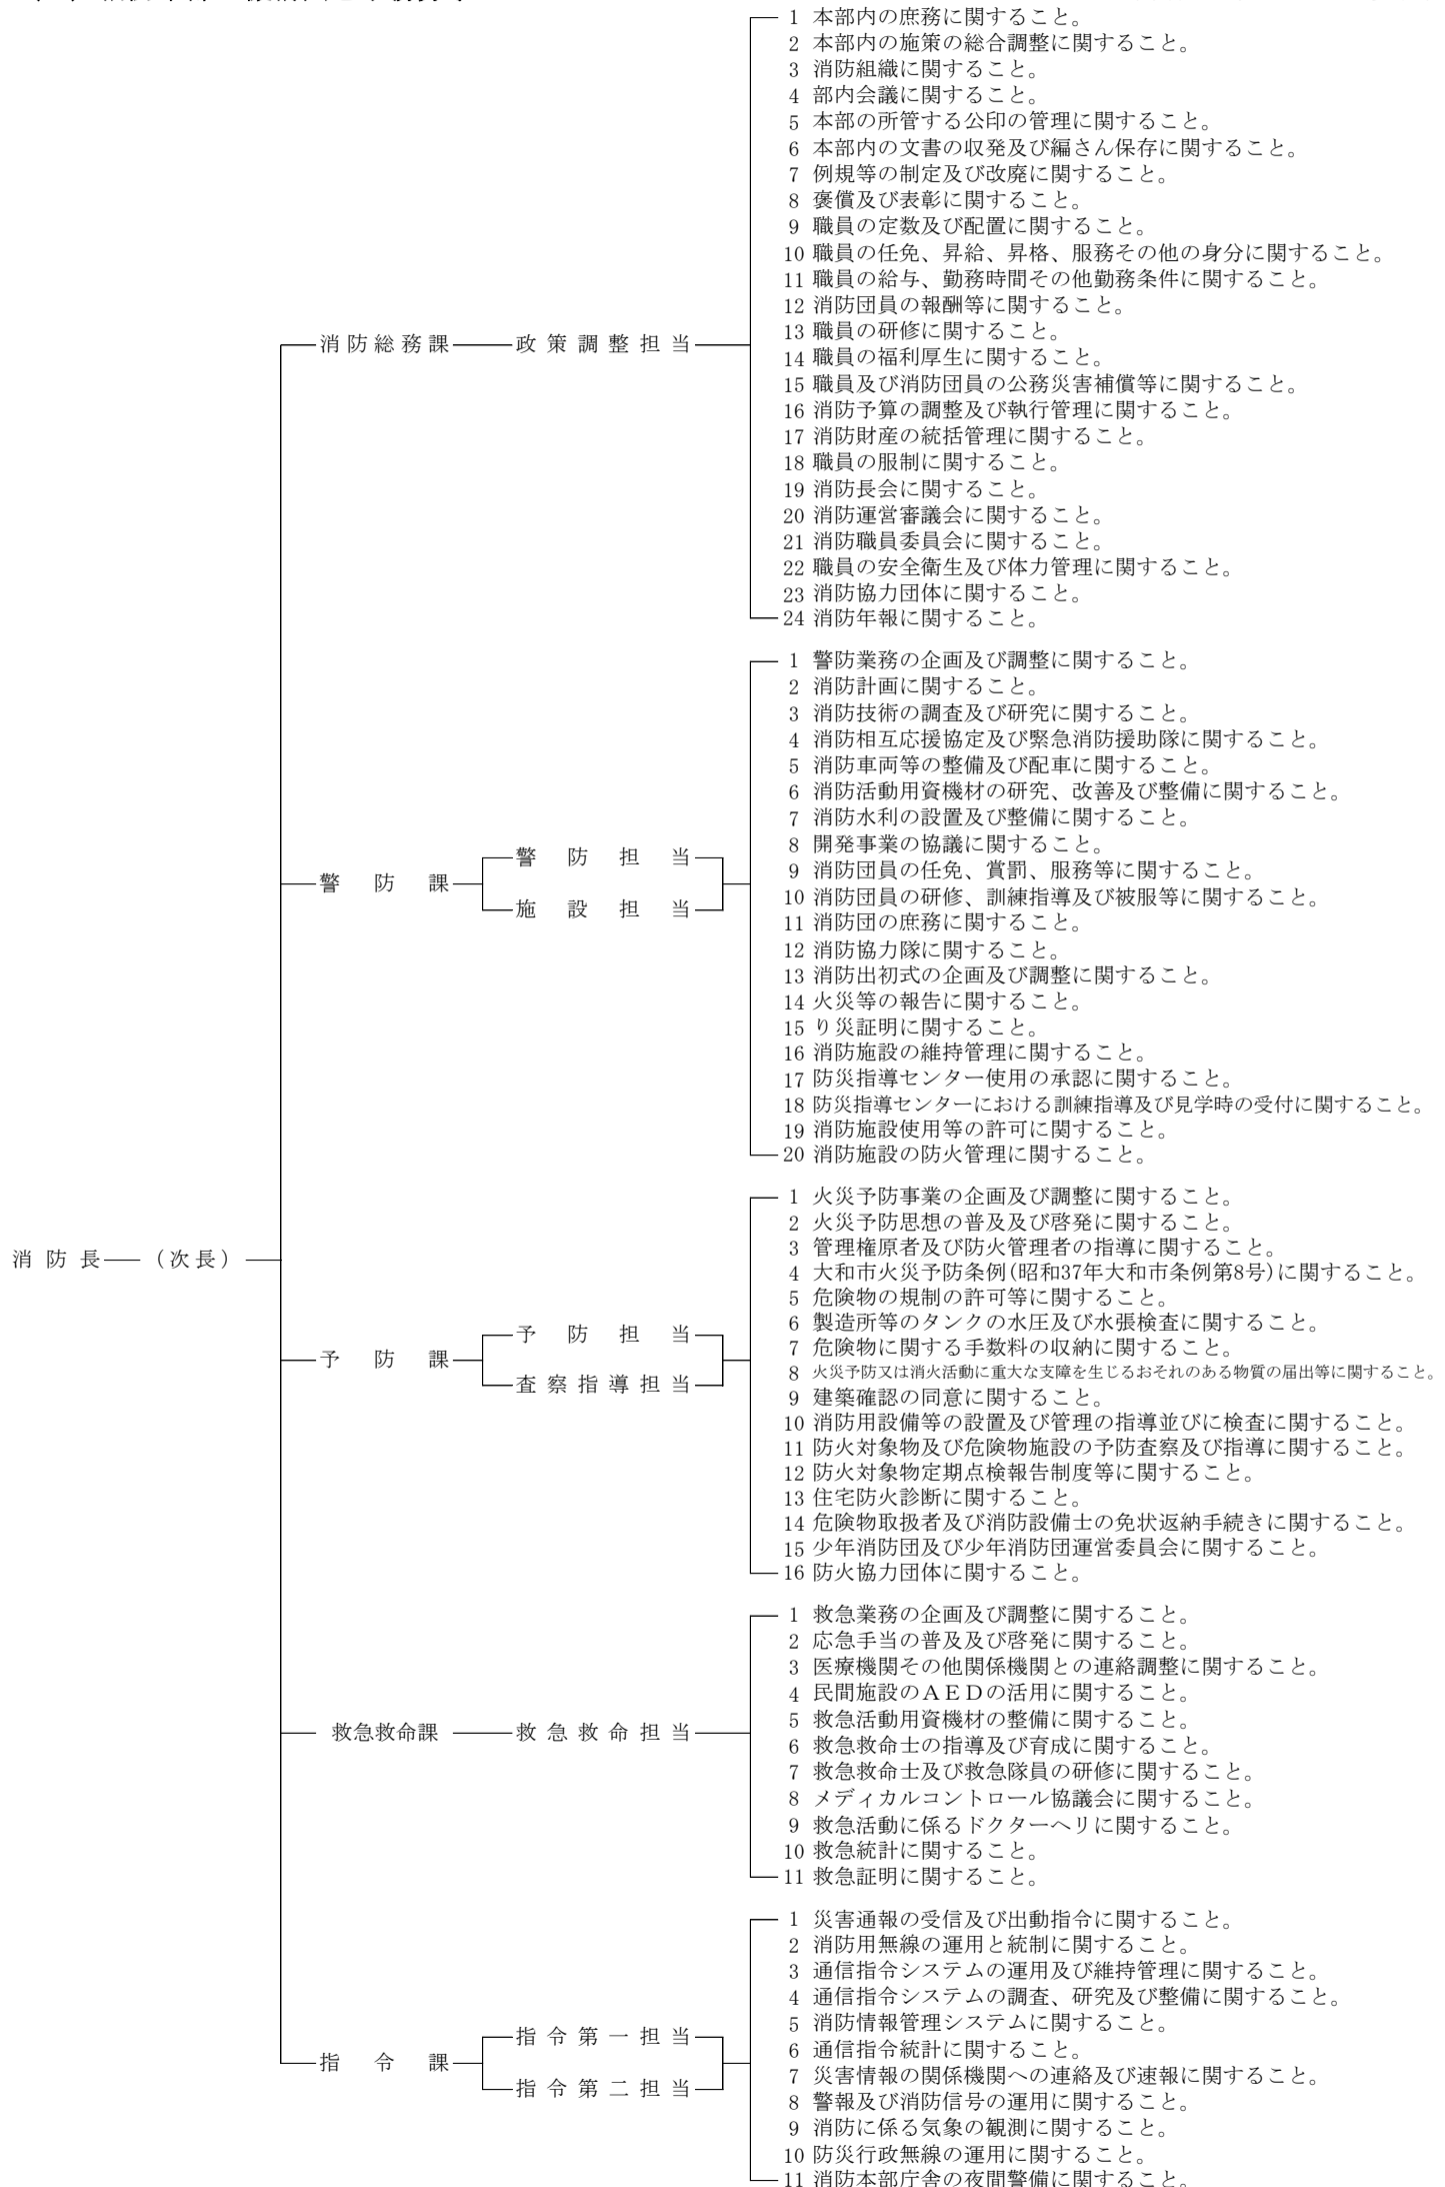 消防長 （次長）
消防総務課 政策調整担当
1 本部内の庶務に関すること。
2 本部内の施策の総合調整に関すること。
3 消防組織に関すること。
4 部内会議に関すること。
5 本部の所管する公印の管理に関すること。
6 本部内の文書の収発及び編さん保存に関すること。
7 例規等の制定及び改廃に関すること。
8 褒償及び表彰に関すること。
9 職員の定数及び配置に関すること。
10 職員の任免、昇給、昇格、服務その他の身分に関すること。
11 職員の給与、勤務時間その他勤務条件に関すること。
12 消防団員の報酬等に関すること。
13 職員の研修に関すること。
14 職員の福利厚生に関すること。
15 職員及び消防団員の公務災害補償等に関すること。
16 消防予算の調整及び執行管理に関すること。
17 消防財産の統括管理に関すること。
18 職員の服制に関すること。
19 消防長会に関すること。
20 消防運営審議会に関すること。
21 消防職員委員会に関すること。
22 職員の安全衛生及び体力管理に関すること。
23 消防協力団体に関すること。
24 消防年報に関すること。
警防課
警防担当
施設担当
1 警防業務の企画及び調整に関すること。
2 消防計画に関すること。
3 消防技術の調査及び研究に関すること。
4 消防相互応援協定及び緊急消防援助隊に関すること。
5 消防車両等の整備及び配車に関すること。
6 消防活動用資機材の研究、改善及び整備に関すること。
7 消防水利の設置及び整備に関すること。
8 開発事業の協議に関すること。
9 消防団員の任免、賞罰、服務等に関すること。
10 消防団員の研修、訓練指導及び被服等に関すること。
11 消防団の庶務に関すること。
12 消防協力隊に関すること。
13 消防出初式の企画及び調整に関すること。
14 火災等の報告に関すること。
15 り災証明に関すること。
16 消防施設の維持管理に関すること。
17 防災指導センター使用の承認に関すること。
18 防災指導センターにおける訓練指導及び見学時の受付に関すること。
19 消防施設使用等の許可に関すること。
20 消防施設の防火管理に関すること。
予防課
予防担当
査察指導担当
1 火災予防事業の企画及び調整に関すること。
2 火災予防思想の普及及び啓発に関すること。
3 管理権原者及び防火管理者の指導に関すること。
4 大和市火災予防条例(昭和37年大和市条例第8号)に関すること。
5 危険物の規制の許可等に関すること。
6 製造所等のタンクの水圧及び水張検査に関すること。
7 危険物に関する手数料の収納に関すること。
8 火災予防又は消火活動に重大な支障を生じるおそれのある物質の届出等に関すること。
9 建築確認の同意に関すること。
10 消防用設備等の設置及び管理の指導並びに検査に関すること。
11 防火対象物及び危険物施設の予防査察及び指導に関すること。
12 防火対象物定期点検報告制度等に関すること。
13 住宅防火診断に関すること。
14 危険物取扱者及び消防設備士の免状返納手続きに関すること。
15 少年消防団及び少年消防団運営委員会に関すること。
16 防火協力団体に関すること。
救急救命課 救急救命担当
1 救急業務の企画及び調整に関すること。
2 応急手当の普及及び啓発に関すること。
3 医療機関その他関係機関との連絡調整に関すること。
4 民間施設のＡＥＤの活用に関すること。
5 救急活動用資機材の整備に関すること。
6 救急救命士の指導及び育成に関すること。
7 救急救命士及び救急隊員の研修に関すること。
8 メディカルコントロール協議会に関すること。
9 救急活動に係るドクターヘリに関すること。
10 救急統計に関すること。
11 救急証明に関すること。
指令課
指令第一担当
指令第二担当
1 災害通報の受信及び出動指令に関すること。
2 消防用無線の運用と統制に関すること。
3 通信指令システムの運用及び維持管理に関すること。
4 通信指令システムの調査、研究及び整備に関すること。
5 消防情報管理システムに関すること。
6 通信指令統計に関すること。
7 災害情報の関係機関への連絡及び速報に関すること。
8 警報及び消防信号の運用に関すること。
9 消防に係る気象の観測に関すること。
10 防災行政無線の運用に関すること。
11 消防本部庁舎の夜間警備に関すること。